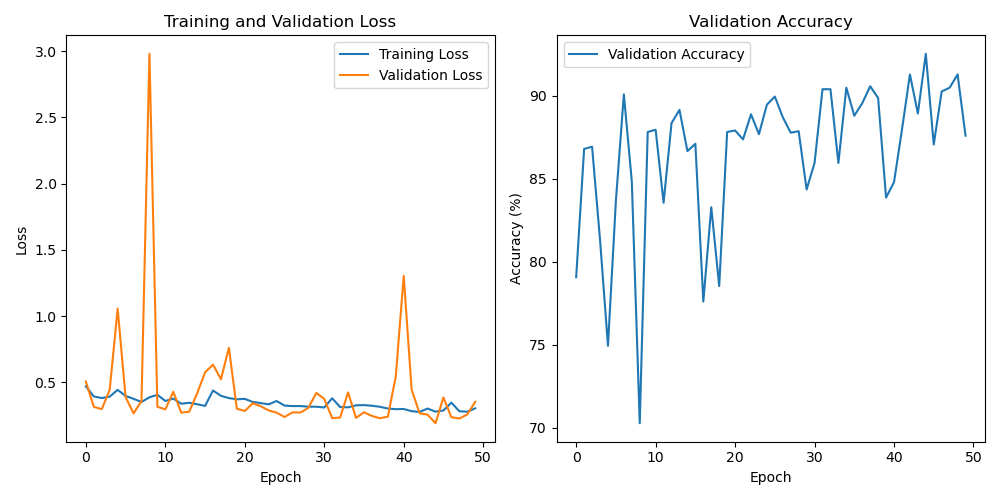 Training and Validation Loss
Training Loss
Validation Loss
3.0
2.5
2.0
1.5
1.0
0.5
Loss
0 10 20 30 40 50
Epoch
Validation Accuracy
Validation Accuracy
90
85
80
75
70
Accuracy (%)
0 10 20 30 40 50
Epoch